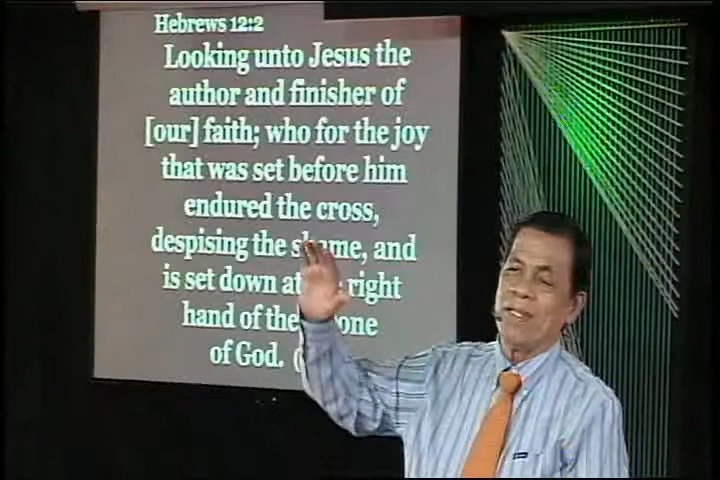 Hebrews 12:2
Looking unto Jesus the
author and finisher of
[our] faith; who for the joy
that was set before him
endured the cross,
despising the shame, and
is set down at right
hand of the
of God. (